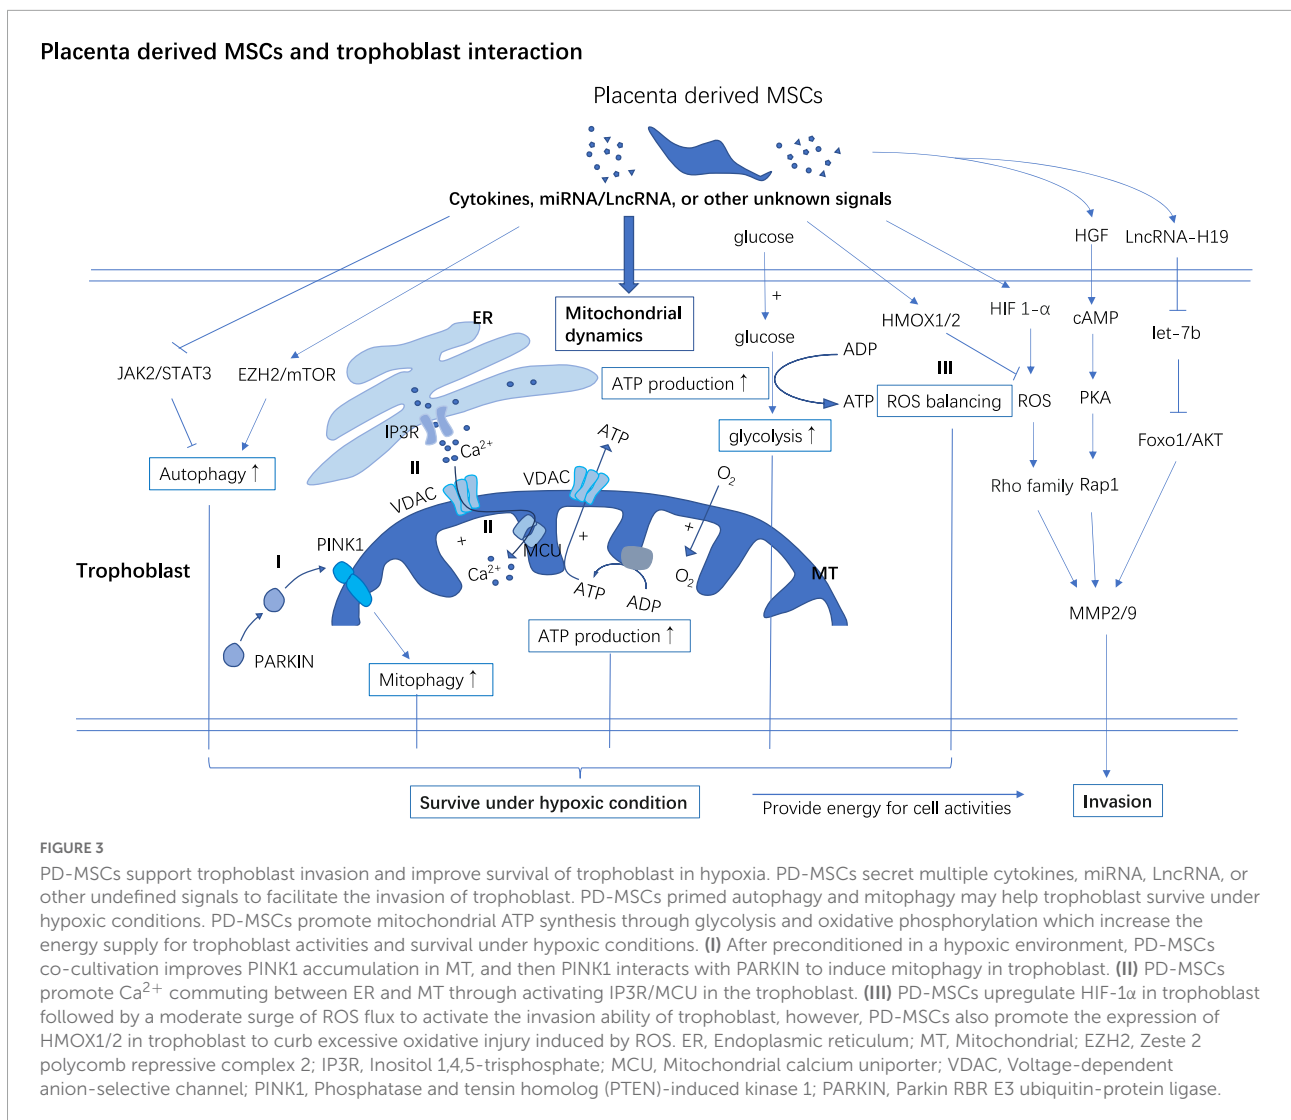 Placenta derived MSCs and trophoblast interaction
Placenta derived MSCs
Cytokines, miRNA/LncRNA, or other unknown signals
glucose
HGF
LncRNA-H19
ER
Mitochondrial
dynamics
+
glucose
HMOX1/2
HIF 1-α
cAMP
let-7b
JAK2/STAT3
EZH2/mTOR
ATP production ↑
ADP
ATP
III
ROS balancing
ROS
PKA
IP3R
Ca2+
ATP
glycolysis ↑
Foxo1/AKT
Autophagy ↑
II
VDAC
VDAC
O2
Rho family
Rap1
II
+
MCU
+
+
PINK1
I
Ca2+
ATP
ADP
O2
MT
Trophoblast
MMP2/9
PARKIN
ATP production ↑
Mitophagy ↑
Survive under hypoxic condition
Provide energy for cell activities
Invasion
FIGURE 3
PD-MSCs support trophoblast invasion and improve survival of trophoblast in hypoxia. PD-MSCs secret multiple cytokines, miRNA, LncRNA, or
other undefined signals to facilitate the invasion of trophoblast. PD-MSCs primed autophagy and mitophagy may help trophoblast survive under
hypoxic conditions. PD-MSCs promote mitochondrial ATP synthesis through glycolysis and oxidative phosphorylation which increase the
energy supply for trophoblast activities and survival under hypoxic conditions. (I) After preconditioned in a hypoxic environment, PD-MSCs
co-cultivation improves PINK1 accumulation in MT, and then PINK1 interacts with PARKIN to induce mitophagy in trophoblast. (II) PD-MSCs
promote Ca2+ commuting between ER and MT through activating IP3R/MCU in the trophoblast. (III) PD-MSCs upregulate HIF-1α in trophoblast
followed by a moderate surge of ROS flux to activate the invasion ability of trophoblast, however, PD-MSCs also promote the expression of
HMOX1/2 in trophoblast to curb excessive oxidative injury induced by ROS. ER, Endoplasmic reticulum; MT, Mitochondrial; EZH2, Zeste 2
polycomb repressive complex 2; IP3R, Inositol 1,4,5-trisphosphate; MCU, Mitochondrial calcium uniporter; VDAC, Voltage-dependent
anion-selective channel; PINK1, Phosphatase and tensin homolog (PTEN)-induced kinase 1; PARKIN, Parkin RBR E3 ubiquitin-protein ligase.